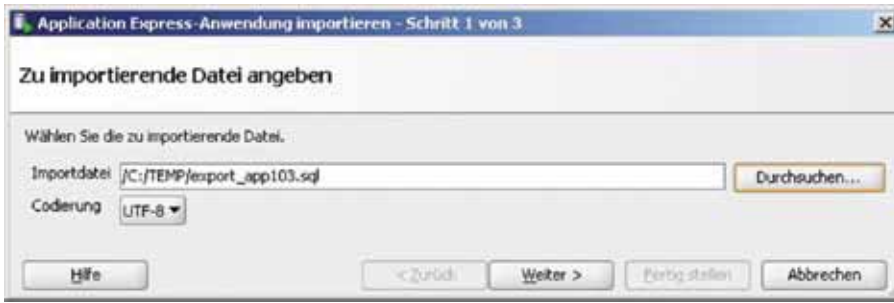 Application Express-Anwendung importieren - Schritt 1 von 3
Zu importierende Datei angeben
Wählen Sie die zu importierende Datei.
Importdatei /C:/TEMP/export_app103.sql Durchsuchen...
Codierung UTF-8
Hilfe < Zurück Weiter > Fertig stellen Abbrechen